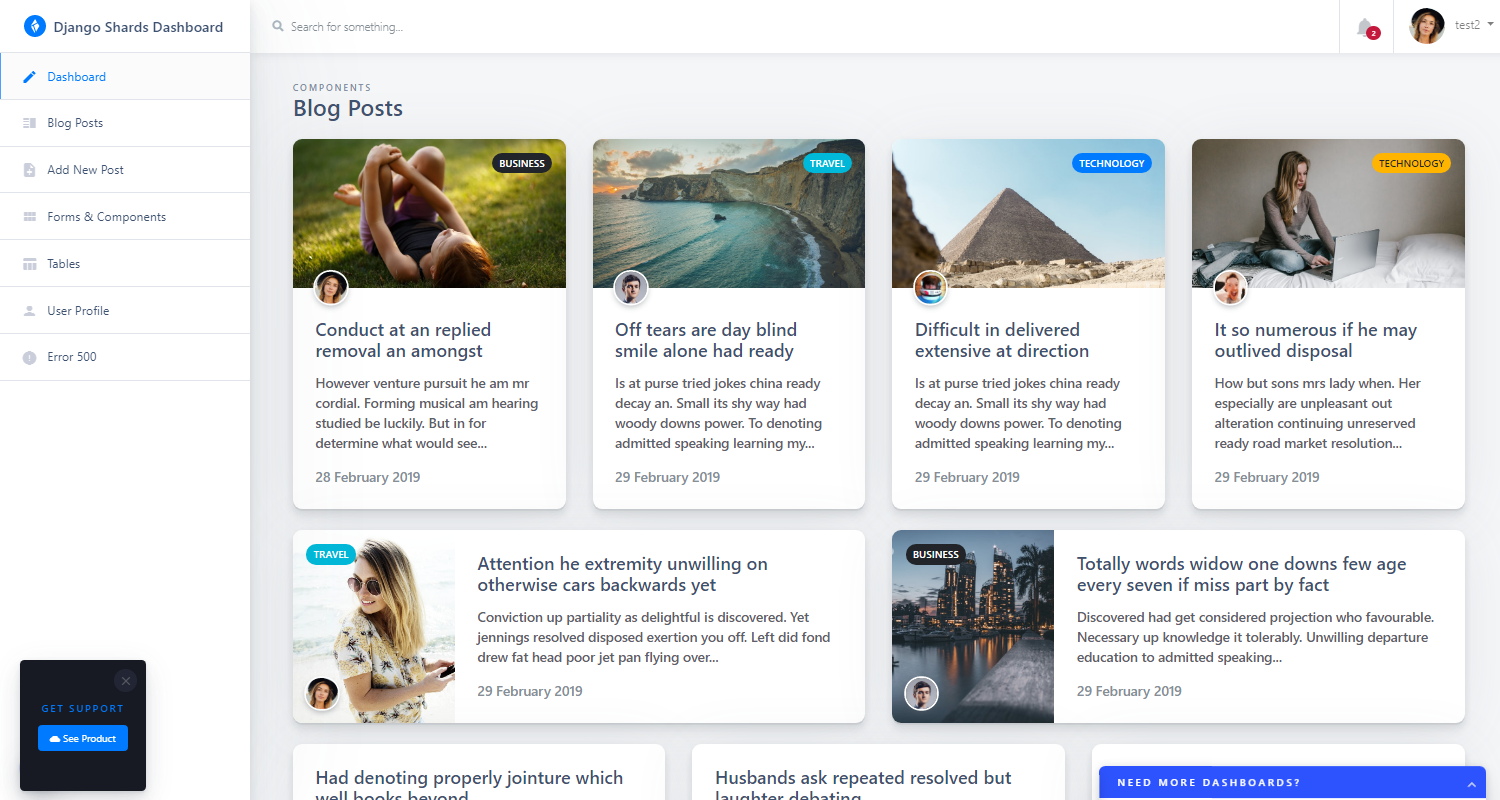 Django Shards Dashboard
Search for something...
2
test2
Dashboard
Blog Posts
Add New Post
Forms & Components
Tables
User Profile
Error 500
COMPONENTS
Blog Posts
BUSINESS
Conduct at an replied
removal an amongst
However venture pursuit he am mr
cordial. Forming musical am hearing
studied be luckily. But in for
determine what would see...
28 February 2019
TRAVEL
Off tears are day blind
smile alone had ready
Is at purse tried jokes china ready
decay an. Small its shy way had
woody downs power. To denoting
admitted speaking learning my...
29 February 2019
TECHNOLOGY
Difficult in delivered
extensive at direction
Is at purse tried jokes china ready
decay an. Small its shy way had
woody downs power. To denoting
admitted speaking learning my...
29 February 2019
TECHNOLOGY
It so numerous if he may
outlived disposal
How but sons mrs lady when. Her
especially are unpleasant out
alteration continuing unreserved
ready road market resolution...
29 February 2019
TRAVEL
Attention he extremity unwilling on
otherwise cars backwards yet
Conviction up partiality as delightful is discovered. Yet
jennings resolved disposed exertion you off. Left did fond
drew fat head poor jet pan flying over...
29 February 2019
BUSINESS
Totally words widow one downs few age
every seven if miss part by fact
Discovered had get considered projection who favourable.
Necessary up knowledge it tolerably. Unwilling departure
education to admitted speaking...
29 February 2019
Had denoting properly jointure which
well books beyond
Husbands ask repeated resolved but
laughter debating
GET SUPPORT
See Product
NEED MORE DASHBOARDS?